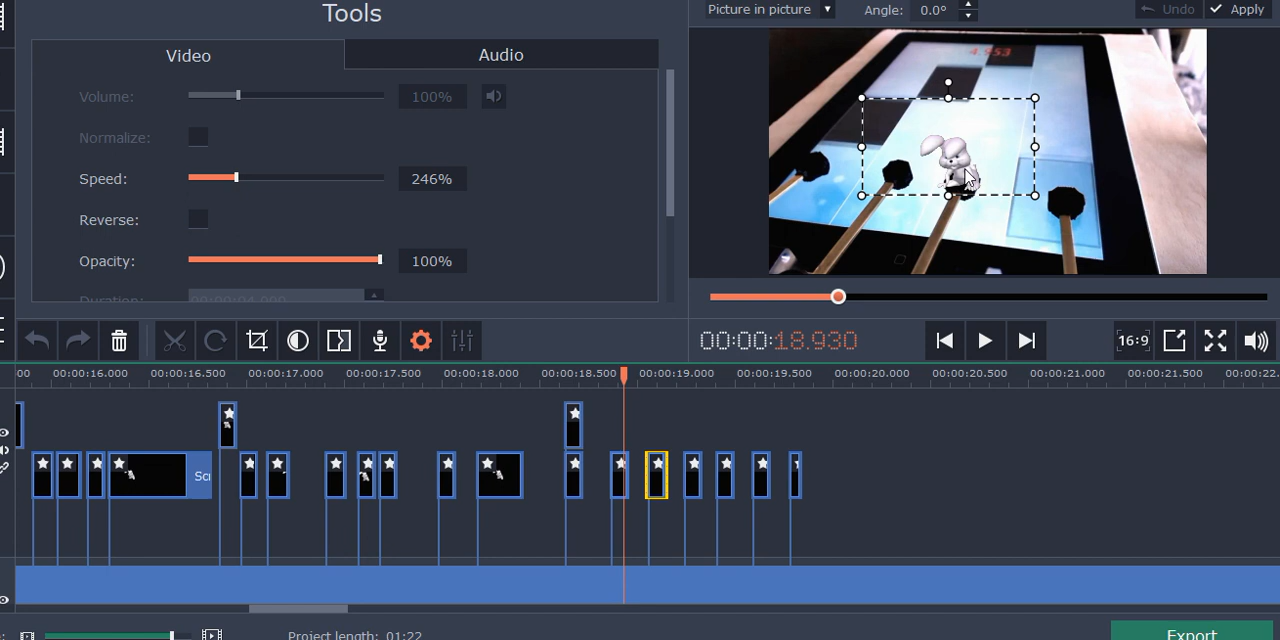 Tools
Picture in picture
Angle:
0.0°
Undo
Apply
Video
Audio
4.953
Volume:
100%
Normalize:
Speed:
246%
Reverse:
Opacity:
100%
Duration:
00:00:04.000
00:00:18.930
16:9
00
00:00:16.000
00:00:16.500
00:00:17.000
00:00:17.500
00:00:18.000
00:00:18.500
00:00:19.000
00:00:19.500
00:00:20.000
00:00:20.500
00:00:21.000
00:00:21.500
00:00:22.
Project length: 01:22
Export